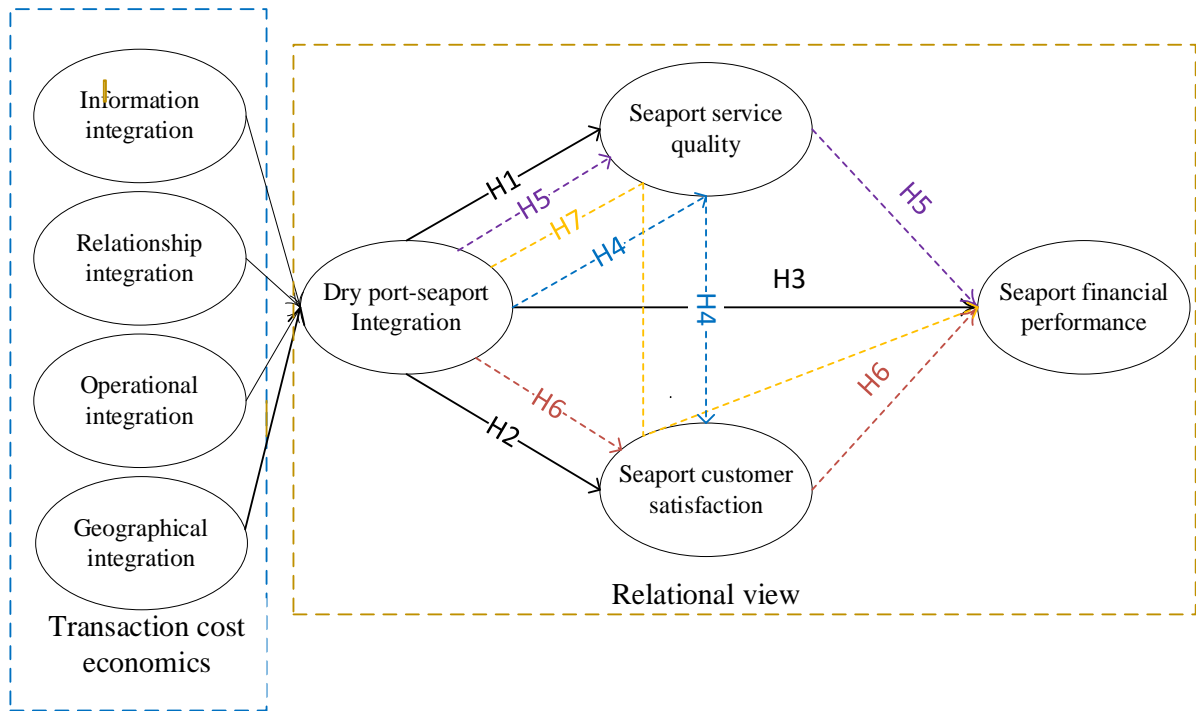 Information
integration
Relationship
integration
Operational
integration
Geographical
integration
Transaction cost
economics
Dry port-seaport
Integration
Seaport service
quality
Seaport customer
satisfaction
Seaport financial
performance
H1
H5
H7
H4
H3
H4
H5
H6
H2
H6
Relational view